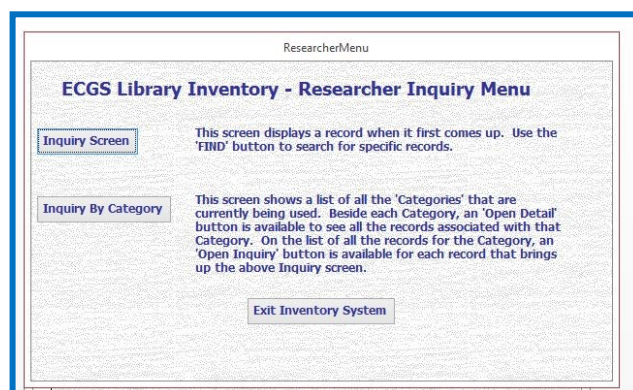 ResearcherMenu
ECGS Library Inventory - Researcher Inquiry Menu
Inquiry Screen
This screen displays a record when it first comes up. Use the
'FIND' button to search for specific records.
Inquiry By Category
This screen shows a list of all the 'Categories' that are
currently being used. Beside each Category, an 'Open Detail'
button is available to see all the records associated with that
Category. On the list of all the records for the Category, an
'Open Inquiry' button is available for each record that brings
up the above Inquiry screen.
Exit Inventory System